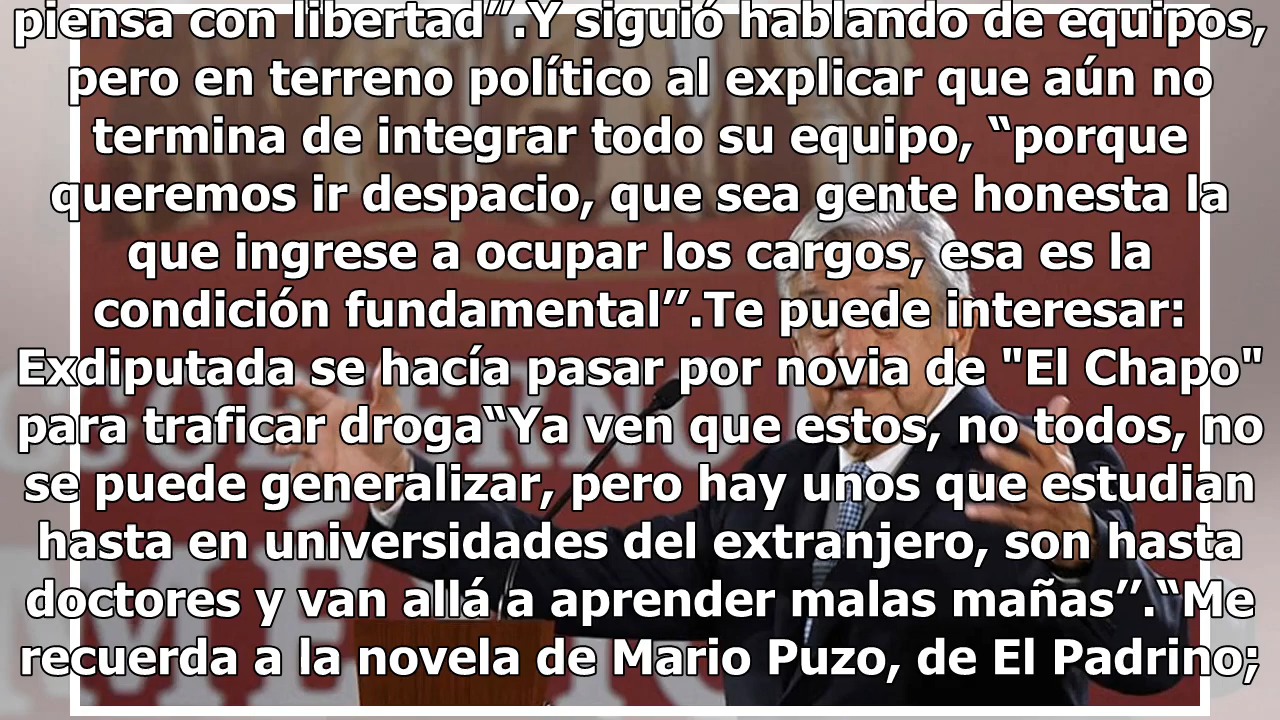 piensa con libertad”.Y siguió hablando de equipos,
pero en terreno político al explicar que aún no
termina de integrar todo su equipo, “porque
queremos ir despacio, que sea gente honesta la
que ingrese a ocupar los cargos, esa es la
condición fundamental”.Te puede interesar:
Exdiputada se hacía pasar por novia de "El Chapo"
para traficar droga“Ya ven que estos, no todos, no
se puede generalizar, pero hay unos que estudian
hasta en universidades del extranjero, son hasta
doctores y van allá a aprender malas mañas”.“Me
recuerda a la novela de Mario Puzo, de El Padrino;